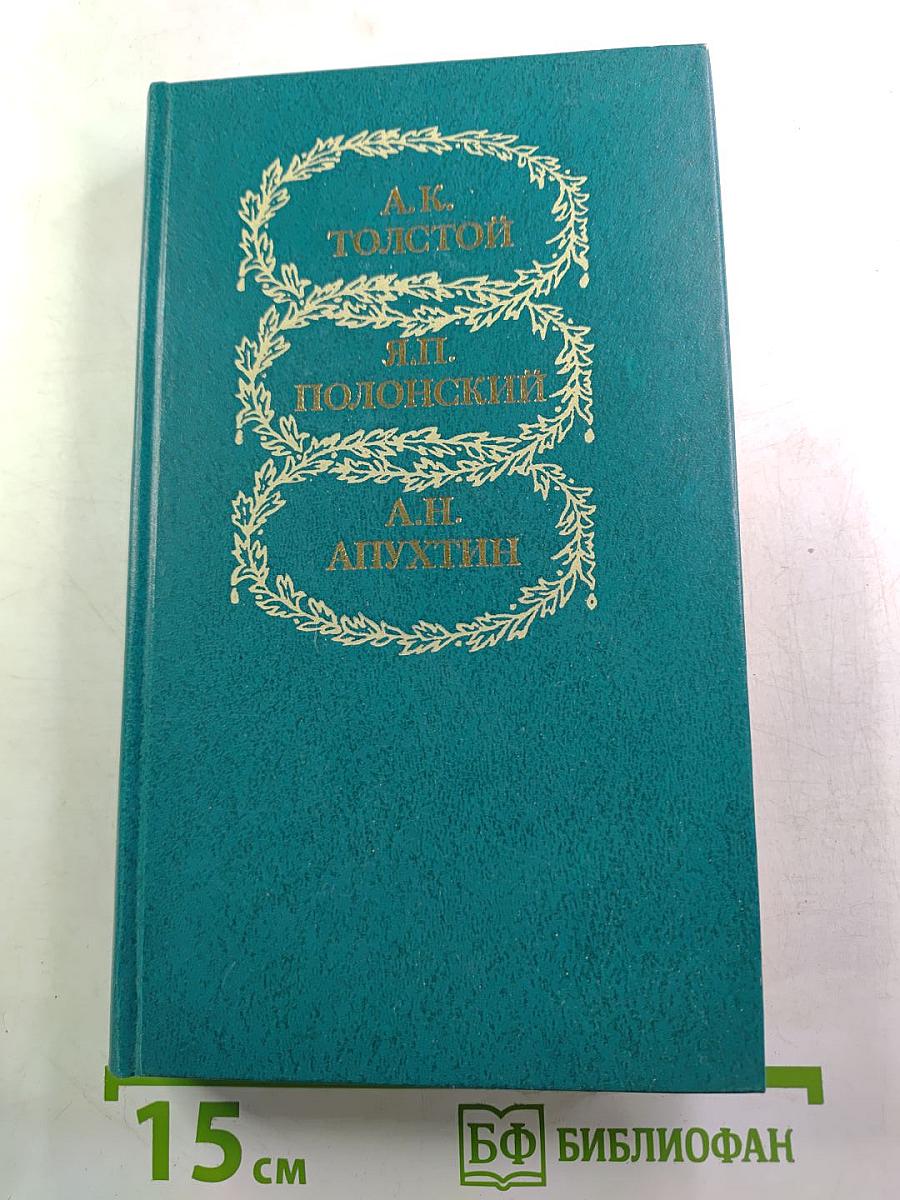 А. К.
ТОЛСТОЙ
Я.П.
ПОЛОНСКИЙ
А.Н.
АПУХТИН
15 см
БФ БИБЛИОФАН